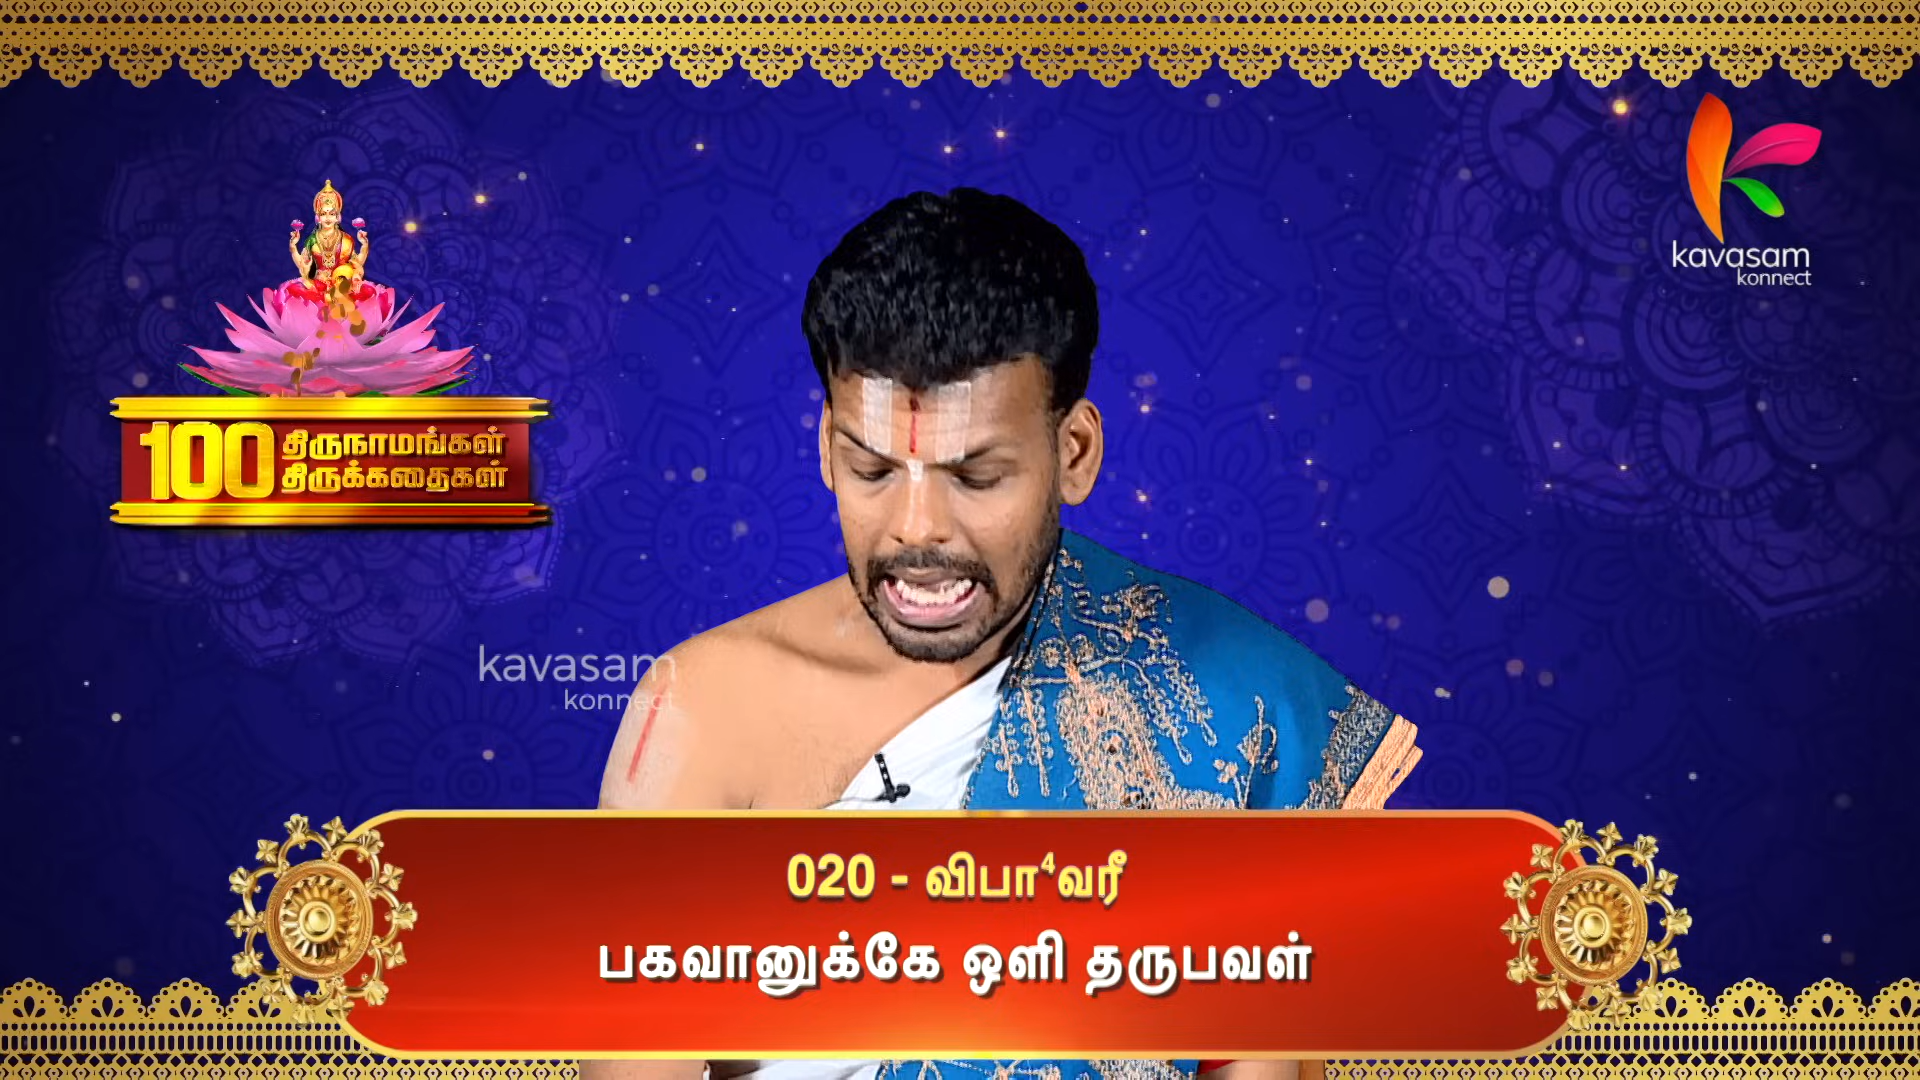 kavasam
konnect
100 திருநாமங்கள்
திருக்கதைகள்
kavasam
konnect
020 - விபா⁴வரீ
பகவானுக்கே ஒளி தருபவள்